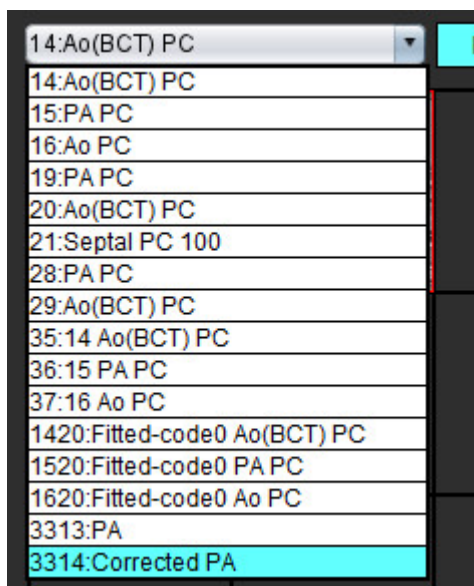 14:Ao(BCT) PC
14:Ao(BCT) PC
15:PA PC
16:Ao PC
19:PA PC
20:Ao(BCT) PC
21:Septal PC 100
28:PA PC
29:Ao(BCT) PC
35:14 Ao(BCT) PC
36:15 PA PC
37:16 Ao PC
1420:Fitted-code0 Ao(BCT) PC
1520:Fitted-code0 PA PC
1620:Fitted-code0 Ao PC
3313:PA
3314:Corrected PA